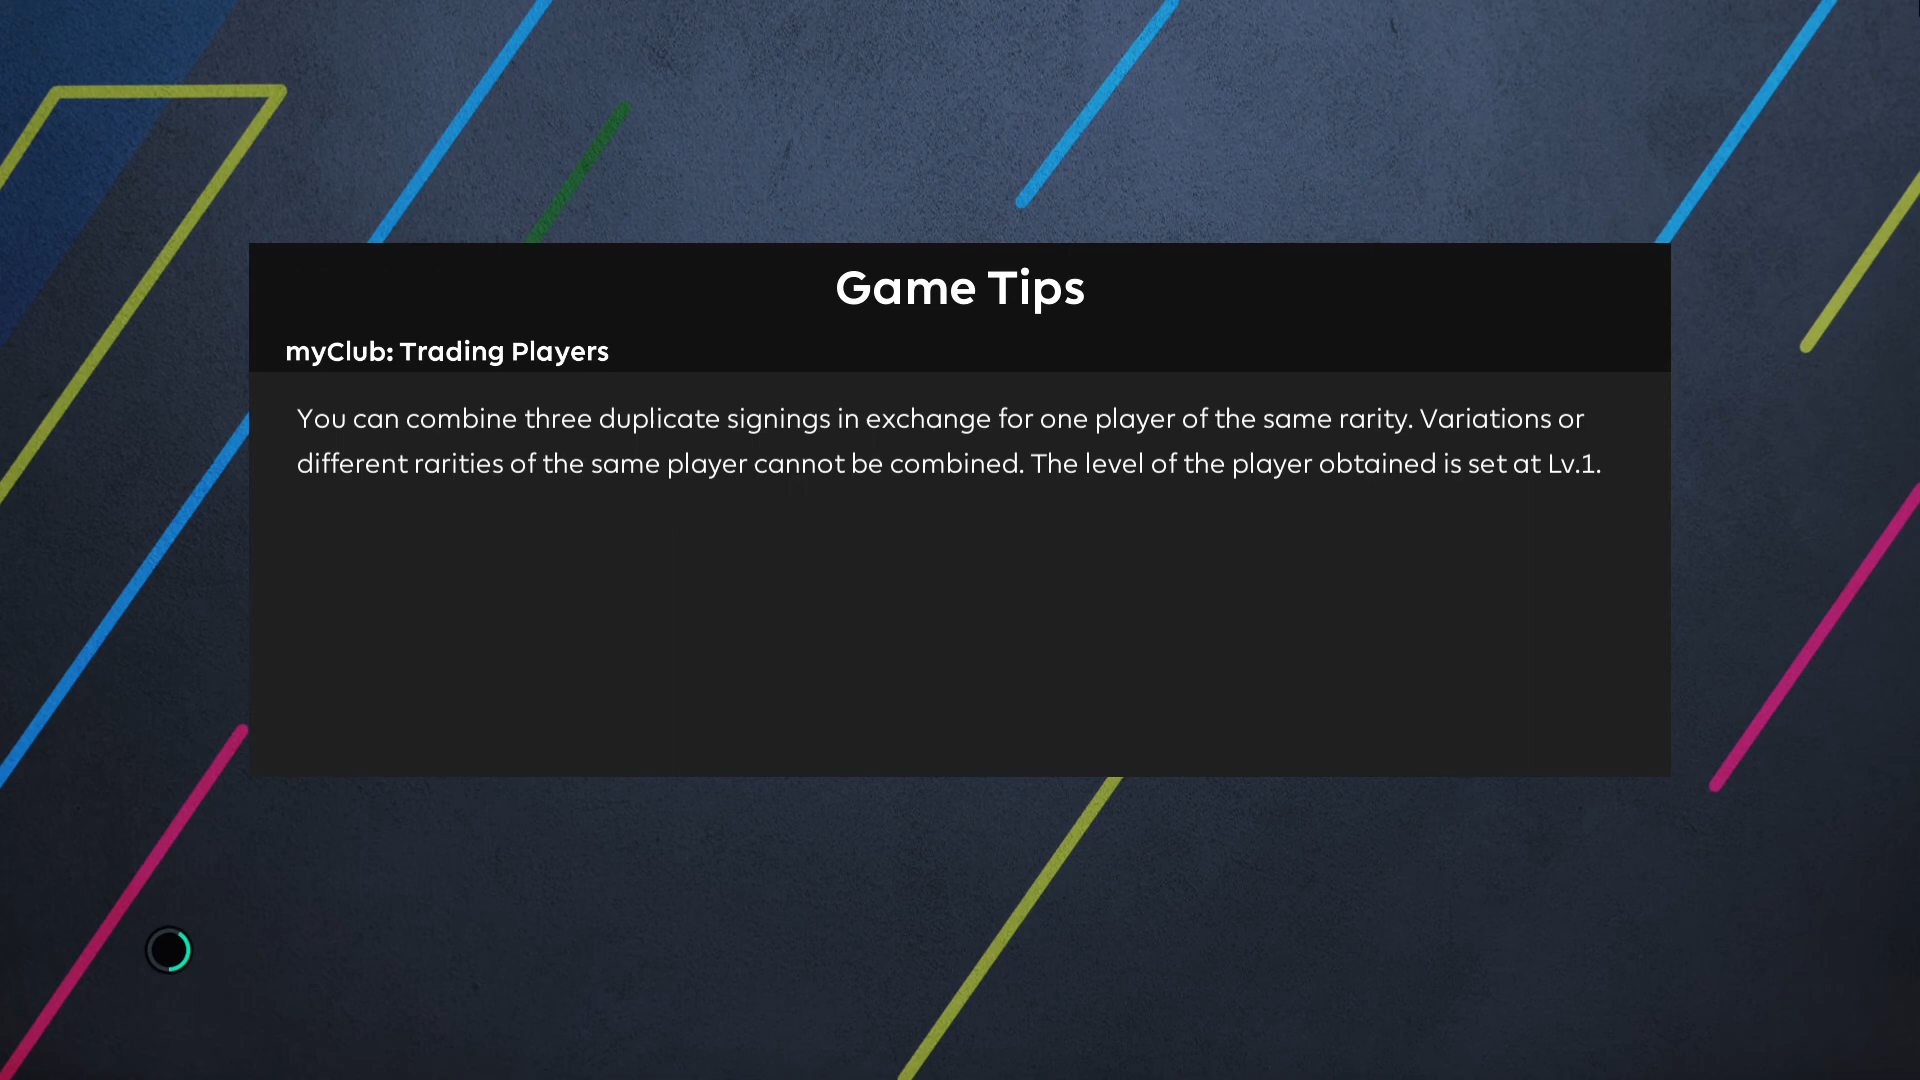 Game Tips
myClub: Trading Players
You can combine three duplicate signings in exchange for one player of the same rarity. Variations or
different rarities of the same player cannot be combined. The level of the player obtained is set at Lv.1.